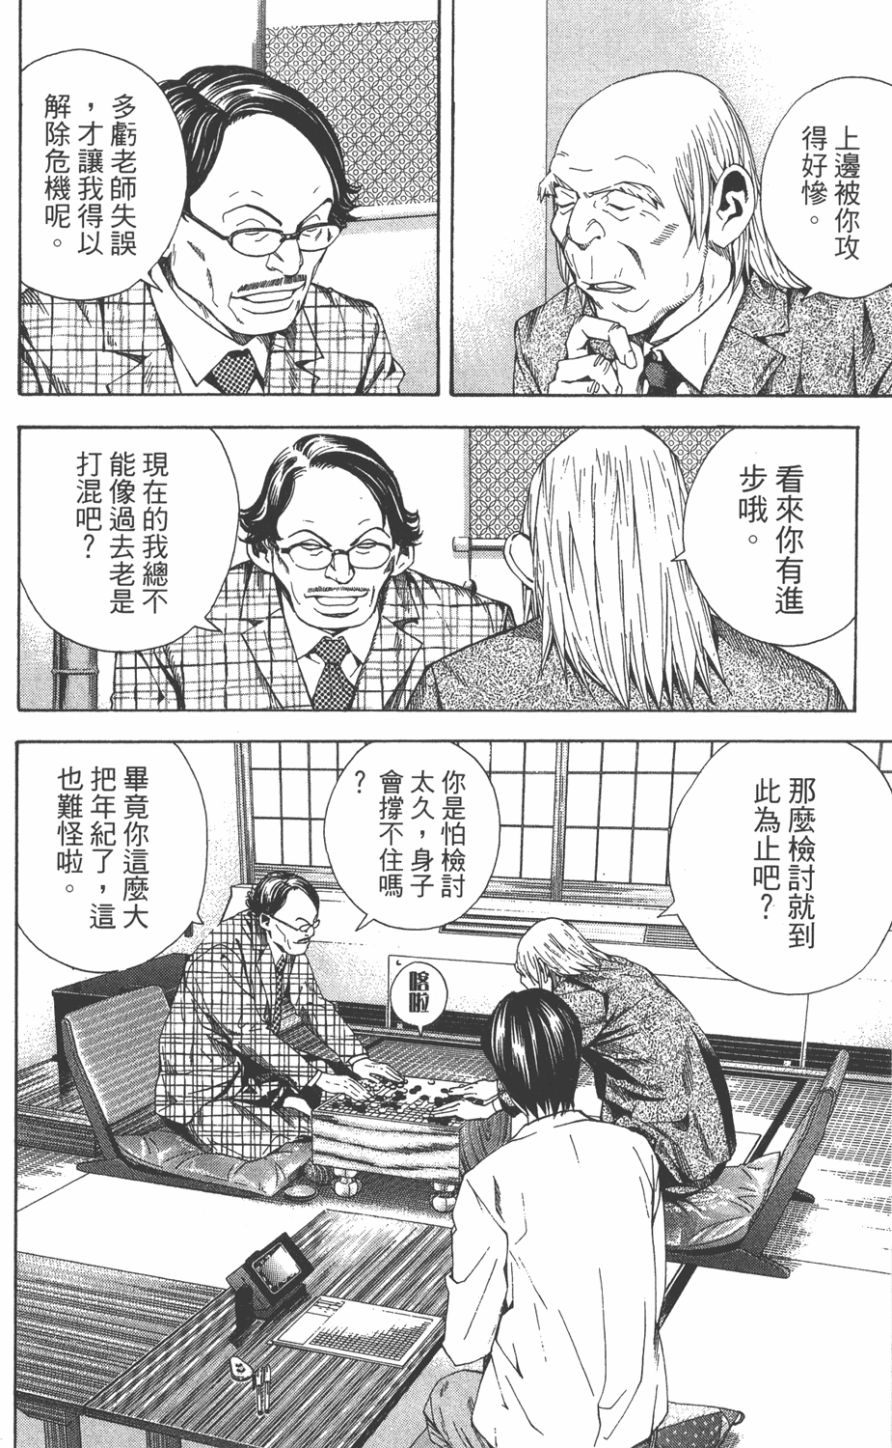 上邊被你攻
得好慘。
多虧老師失誤
，才讓我得以
解除危機呢。
看來你有進
步哦。
現在的我總不
能像過去老是
打混吧？
那麼檢討就到
此為止吧？
你是怕檢討
太久，身子
會撐不住嗎
？
喀啦
畢竟你這麼大
把年紀了，這
也難怪啦。